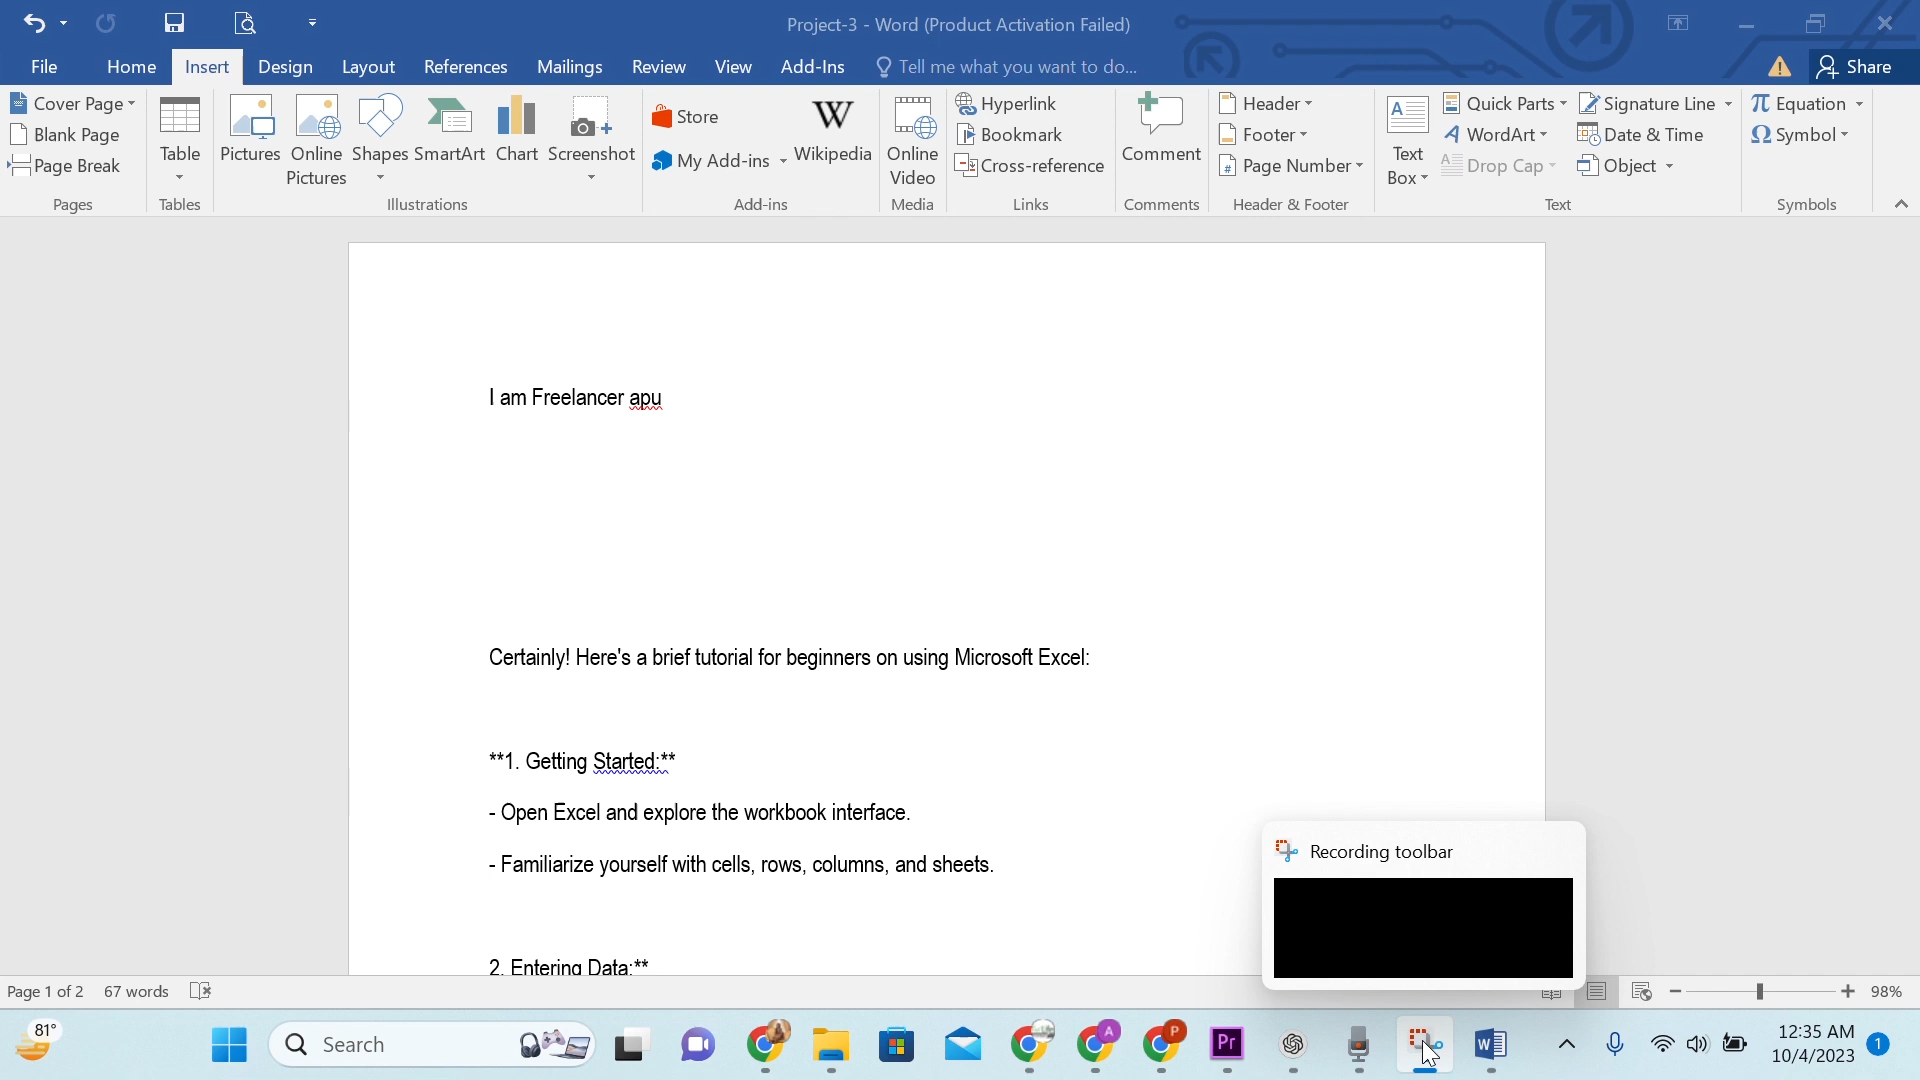 Project-3 - Word (Product Activation Failed)
File Home Insert Design Layout References Mailings Review View Add-Ins Tell me what you want to do... Share
Cover Page
Blank Page
Page Break
Pages
Table
Tables
Pictures
Online
Pictures
Shapes
SmartArt
Chart
Screenshot
Illustrations
Store
My Add-ins
W
Wikipedia
Add-ins
Online
Video
Media
Hyperlink
Bookmark
Cross-reference
Links
Comment
Comments
Header
Footer
Page Number
Header & Footer
A
Text
Box
Quick Parts
WordArt
Drop Cap
Signature Line
Date & Time
Object
Text
Equation
Symbol
Symbols
I am Freelancer apu
Certainly! Here's a brief tutorial for beginners on using Microsoft Excel:
**1. Getting Started:**
- Open Excel and explore the workbook interface.
- Familiarize yourself with cells, rows, columns, and sheets.
2. Entering Data:**
Recording toolbar
Page 1 of 2 67 words
98%
81°
Search
A
P
Pr
W
12:35 AM
10/4/2023
1